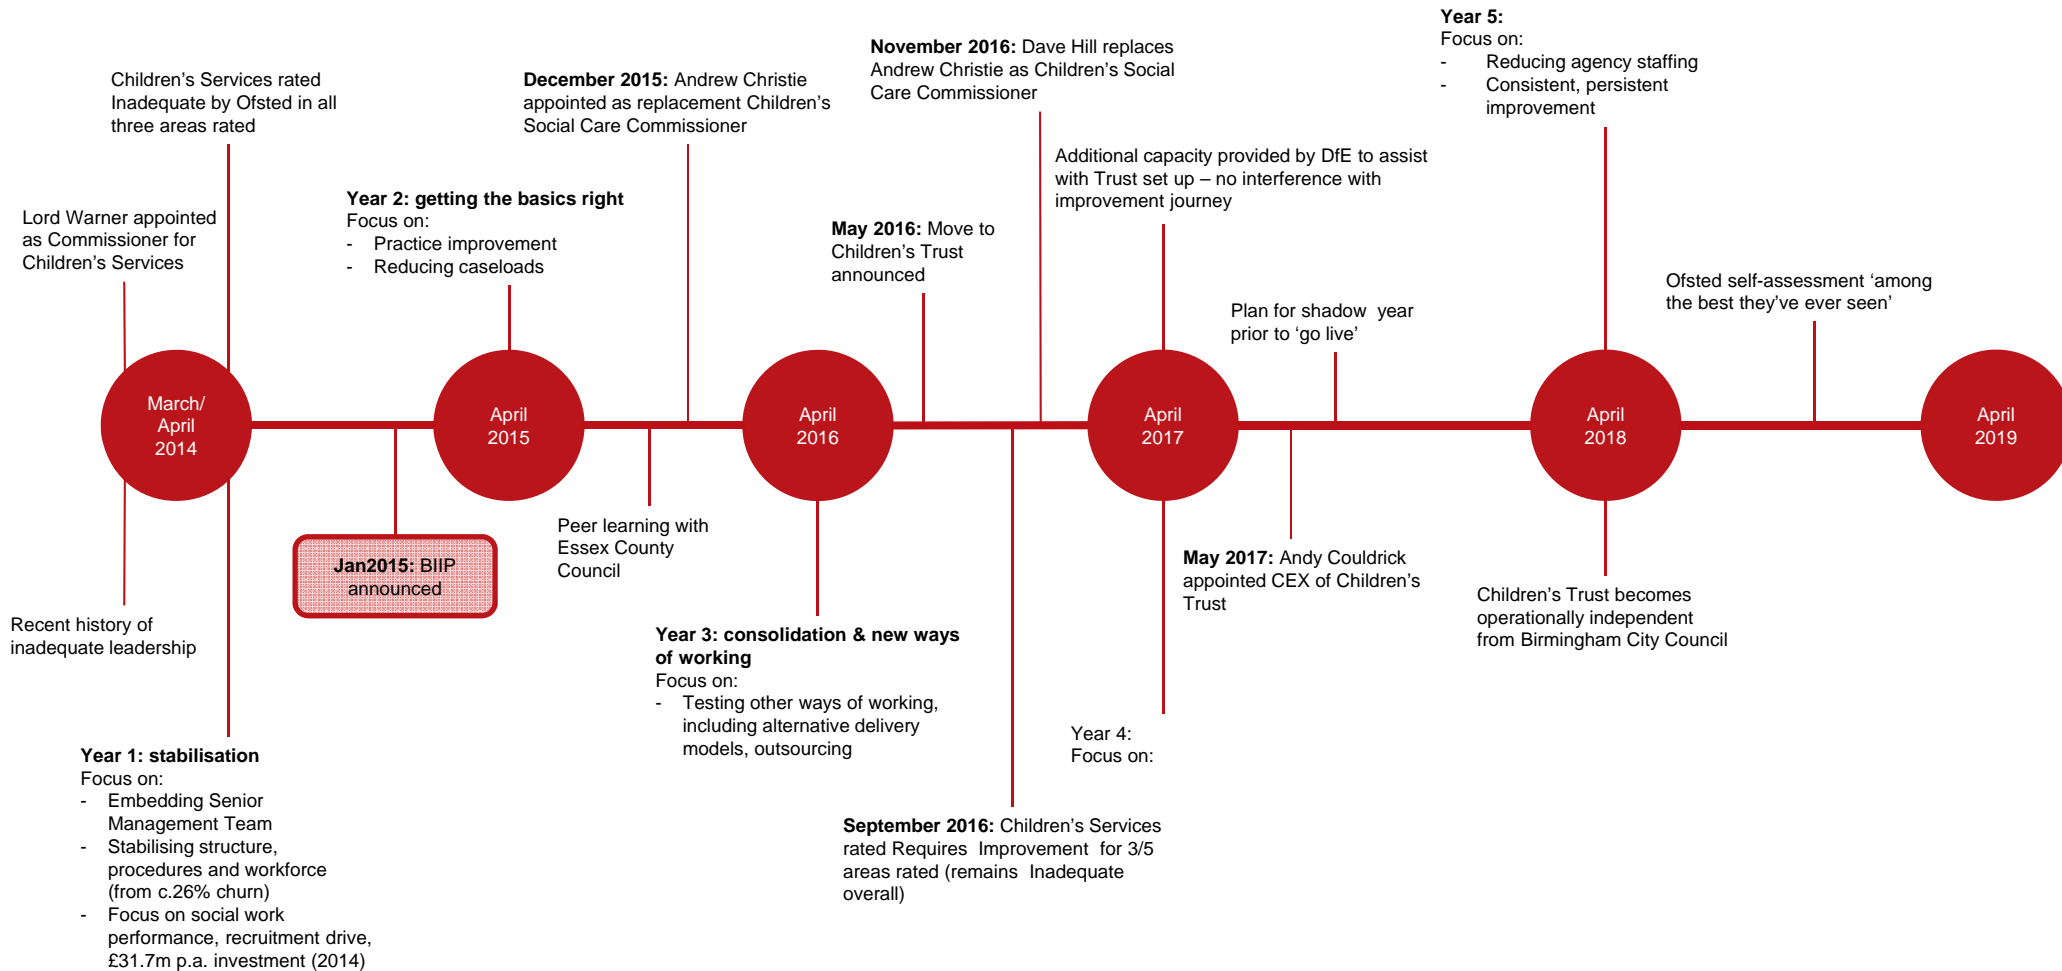 Year 5:
Focus on:
- Reducing agency staffing
- Consistent, persistent
improvement
November 2016: Dave Hill replaces
Andrew Christie as Children's Social
Care Commissioner
Children's Services rated
Inadequate by Ofsted in all
three areas rated
December 2015: Andrew Christie
appointed as replacement Children's
Social Care Commissioner
Additional capacity provided by DfE to assist
with Trust set up – no interference with
improvement journey
Year 2: getting the basics right
Focus on:
- Practice improvement
- Reducing caseloads
Lord Warner appointed
as Commissioner for
Children's Services
May 2016: Move to
Children's Trust
announced
Ofsted self-assessment ‘among
the best they've ever seen’
Plan for shadow year
prior to ‘go live’
March/
April
2014
April
2015
April
2016
April
2017
April
2018
April
2019
Jan2015: BIIP
announced
Peer learning with
Essex County
Council
May 2017: Andy Couldrick
appointed CEX of Children's
Trust
Children's Trust becomes
operationally independent
from Birmingham City Council
Recent history of
inadequate leadership
Year 3: consolidation & new ways
of working
Focus on:
- Testing other ways of working,
including alternative delivery
models, outsourcing
Year 4:
Focus on:
Year 1: stabilisation
Focus on:
- Embedding Senior
Management Team
- Stabilising structure,
procedures and workforce
(from c.26% churn)
- Focus on social work
performance, recruitment drive,
£31.7m p.a. investment (2014)
September 2016: Children's Services
rated Requires Improvement for 3/5
areas rated (remains Inadequate
overall)